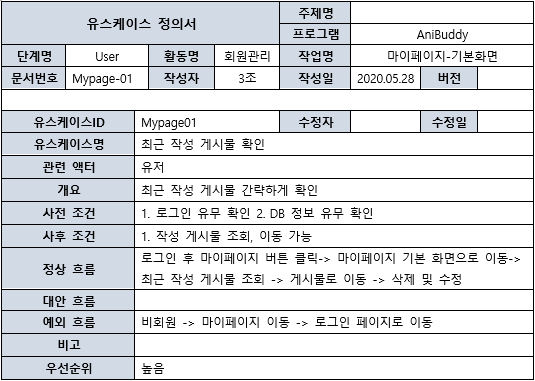 유스케이스 정의서 주제명
프로그램 AniBuddy
단계명 User 활동명 회원관리 작업명 마이페이지-기본화면
문서번호 Mypage-01 작성자 3조 작성일 2020.05.28 버전
유스케이스ID Mypage01 수정자 수정일
유스케이스명 최근 작성 게시물 확인
관련 액터 유저
개요 최근 작성 게시물 간략하게 확인
사전 조건 1. 로그인 유무 확인 2. DB 정보 유무 확인
사후 조건 1. 작성 게시물 조회, 이동 가능
정상 흐름 로그인 후 마이페이지 버튼 클릭-> 마이페이지 기본 화면으로 이동->
최근 작성 게시물 조회 -> 게시물로 이동 -> 삭제 및 수정
대안 흐름
예외 흐름 비회원 -> 마이페이지 이동 -> 로그인 페이지로 이동
비고
우선순위 높음